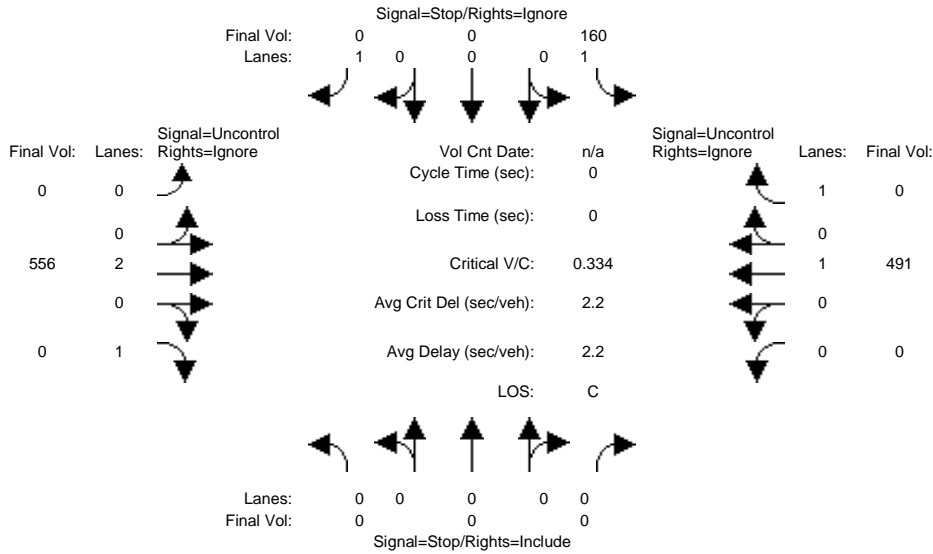 Signal=Stop/Rights=Ignore
Final Vol: 0 0 160
Lanes: 1 0 0 0 1
Signal=Uncontrol
Final Vol: Lanes: Rights=Ignore
Vol Cnt Date: n/a
Signal=Uncontrol
Rights=Ignore Lanes: Final Vol:
Cycle Time (sec): 0
0 0 1 0
Loss Time (sec): 0
0 0
556 2 Critical V/C: 0.334 1 491
0 Avg Crit Del (sec/veh): 2.2 0
0 1 Avg Delay (sec/veh): 2.2 0 0
LOS: C
Lanes: 0 0 0 0 0
Final Vol: 0 0 0
Signal=Stop/Rights=Include